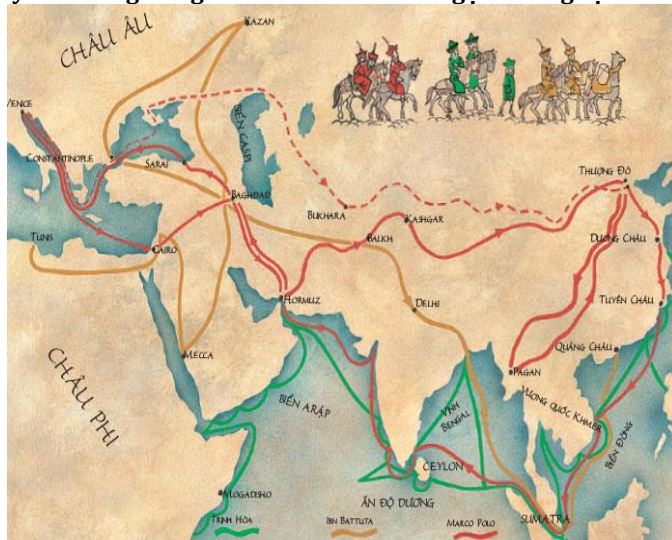 CHÂU ÂU
KAZAN
VENICE
CONSTANTINOPLE
SARAI
BIỂN CASPI
THƯỢNG ĐÔ
BUKHARA
KASHGAR
BAGHDAD
TUNIS
CAIRO
BALKH
DƯƠNG CHÂU
HORMUZ
DELHI
TUYỀN CHÂU
MECCA
QUẢNG CHÂU
PAGAN
CHÂU PHI
BIỂN ARẬP
VỊNH
BENGAL
VƯƠNG QUỐC KHMER
BIỂN ĐÔNG
CEYLON
MOGADISHO
ẤN ĐỘ DƯƠNG
SUMATRA
TRỊNH HÒA
IBN BATTUTA
MARCO POLO